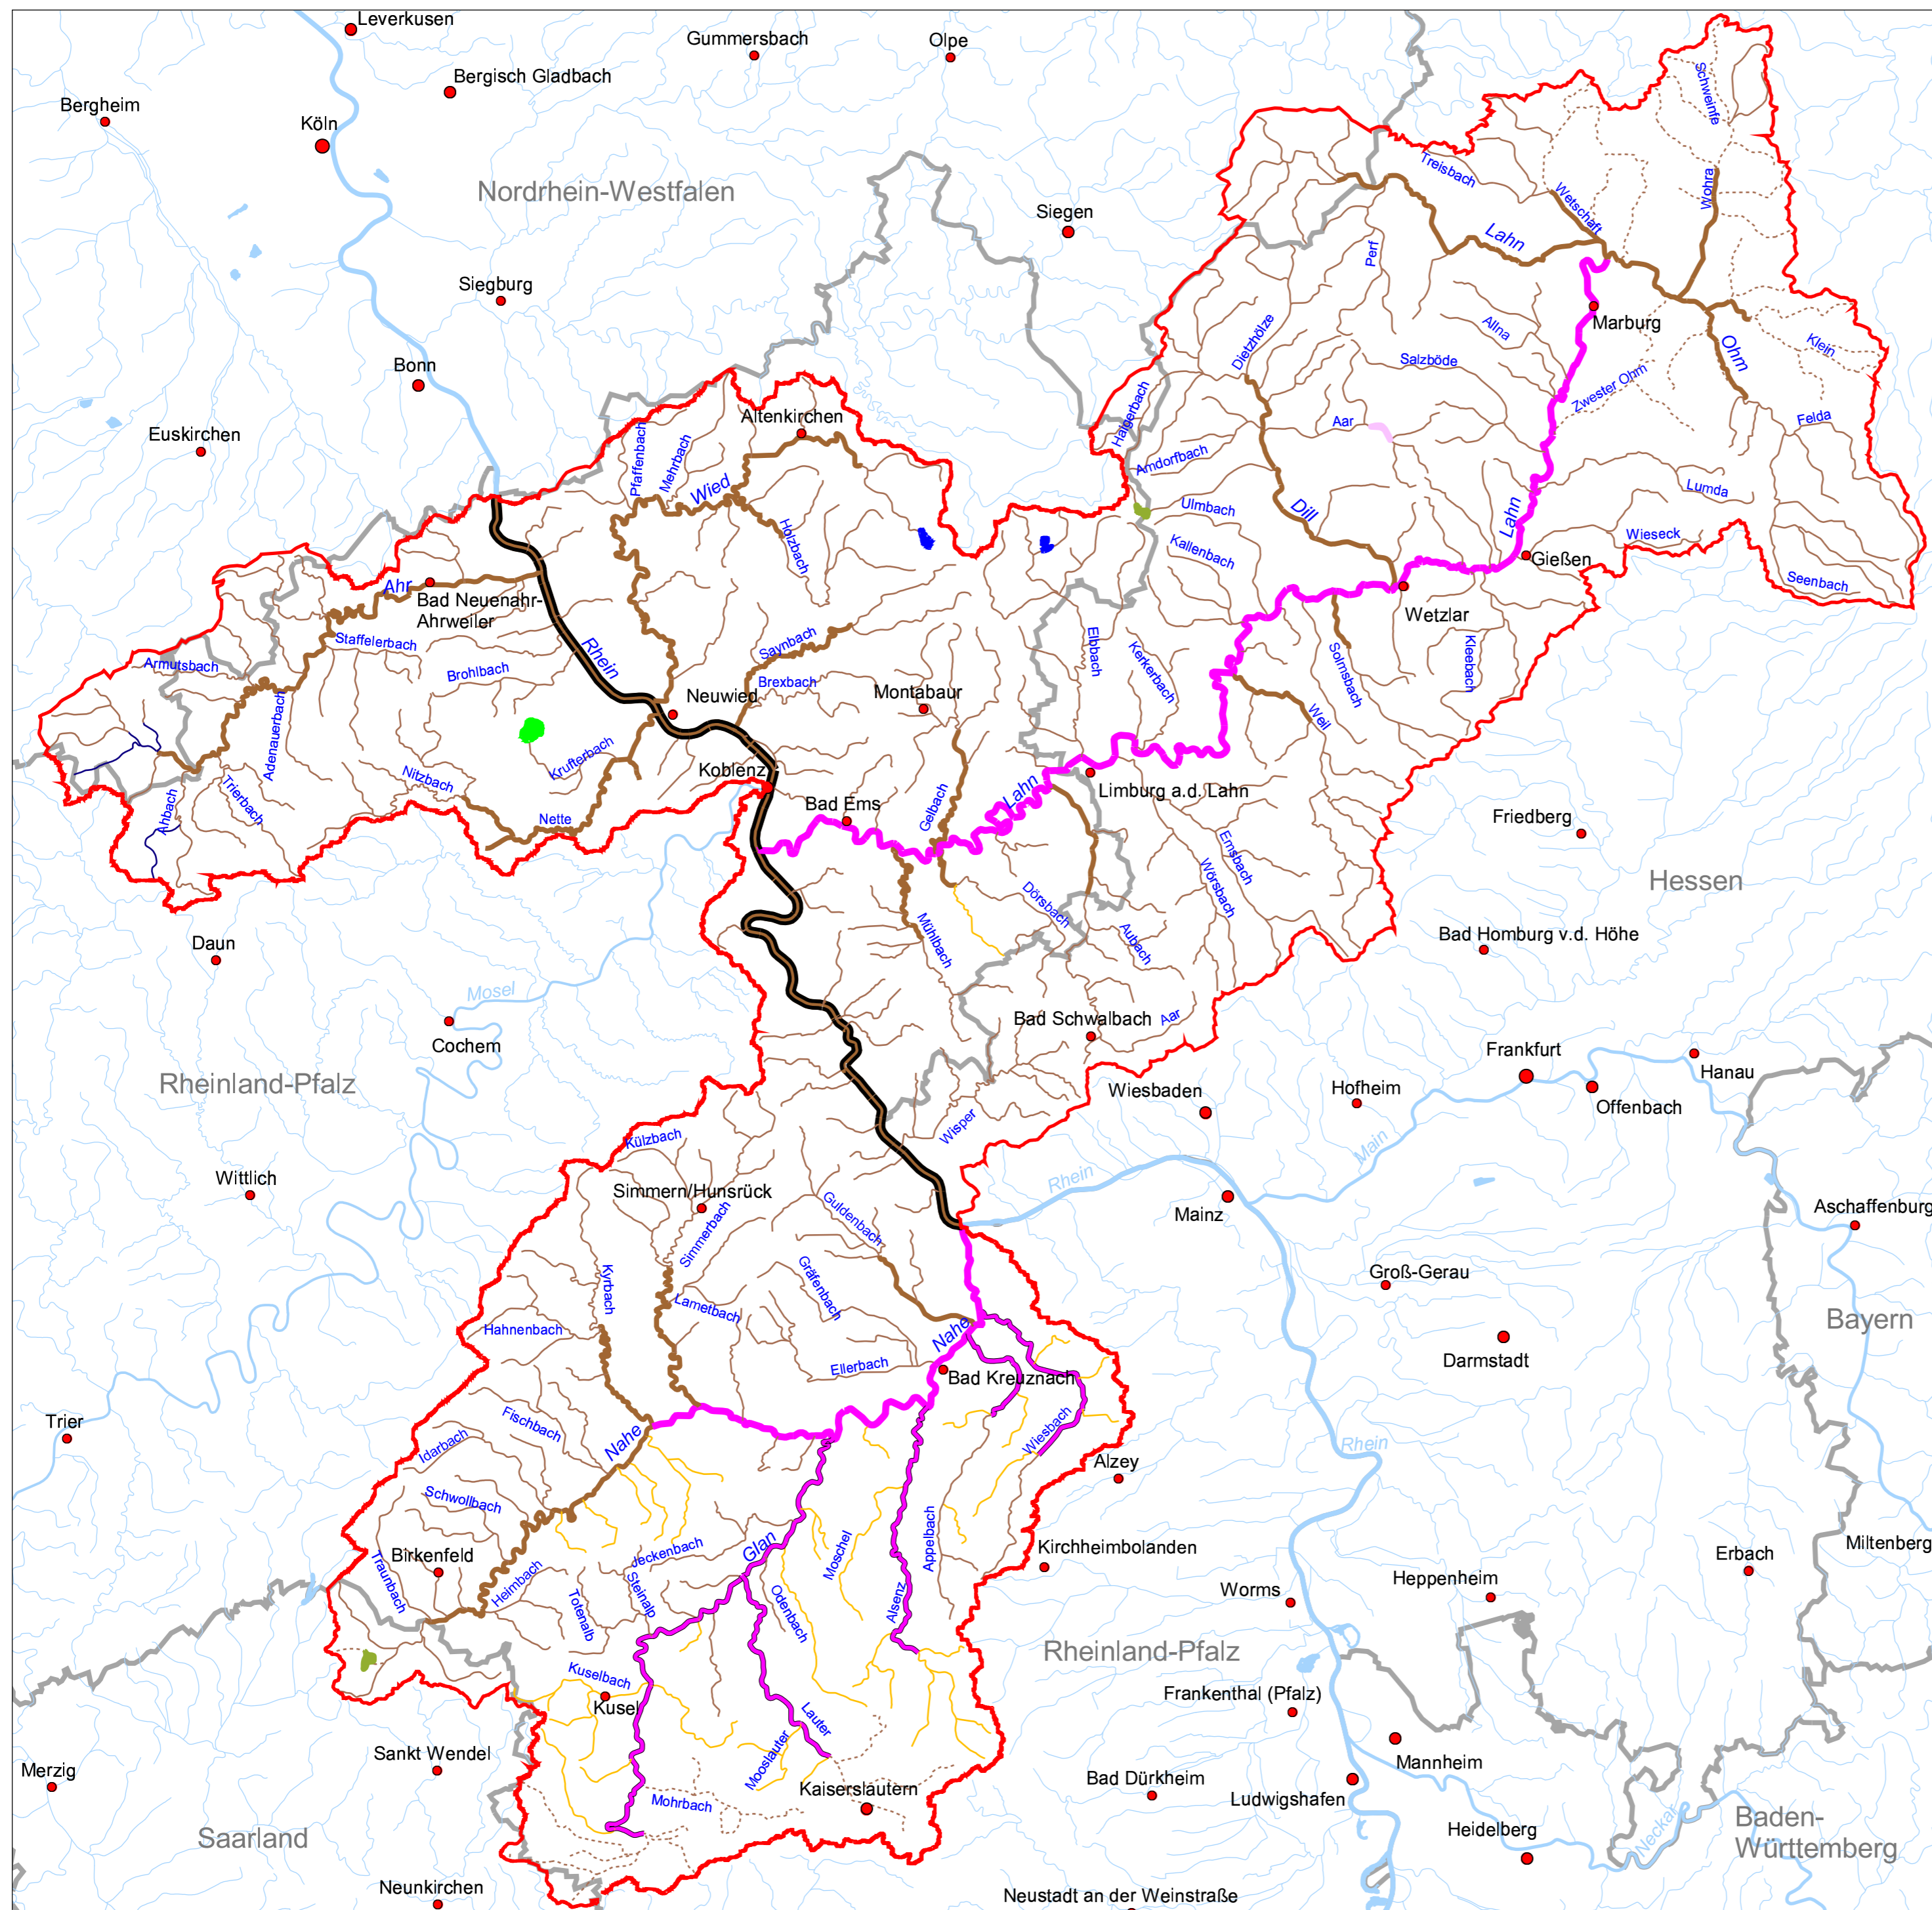 Leverkusen
Gummersbach
Olpe
Bergisch Gladbach
Bergheim
Köln
Schweinfe
Nordrhein-Westfalen
Treisbach
Wetschaft
Wohra
Siegen
Lahn
Perf
Siegburg
Marburg
Allna
Dietzhölze
Salzböde
Ohm
Klein
Bonn
Zwester Ohm
Haigerbach
Altenkirchen
Aar
Felda
Euskirchen
Pfaffenbach
Mehrbach
Wied
Amdorfbach
Ulmbach
Dill
Lahn
Lumda
Holzbach
Kallenbach
Wieseck
Gießen
Seenbach
Ahr
Bad Neuenahr-
Ahrweiler
Wetzlar
Staffelerbach
Rhein
Saynbach
Elbbach
Kerkerbach
Solmsbach
Kleebach
Armutsbach
Brohlbach
Brexbach
Montabaur
Neuwied
Adenauerbach
Weil
Krufterbach
Nitzbach
Koblenz
Trierbach
Ahbach
Nette
Bad Ems
Gelbach
Lahn
Limburg a.d. Lahn
Friedberg
Emsbach
Wörsbach
Hessen
Dörsbach
Mühlbach
Aubach
Daun
Bad Homburg v.d. Höhe
Mosel
Bad Schwalbach
Aar
Cochem
Frankfurt
Hanau
Rheinland-Pfalz
Wiesbaden
Hofheim
Offenbach
Wisper
Main
Külzbach
Wittlich
Simmern/Hunsrück
Rhein
Mainz
Aschaffenburg
Guldenbach
Simmerbach
Gräfenbach
Kyrbach
Groß-Gerau
Lametbach
Bayern
Hahnenbach
Nahe
Darmstadt
Ellerbach
Bad Kreuznach
Trier
Fischbach
Idarbach
Nahe
Wiesbach
Rhein
Alzey
Schwollbach
Birkenfeld
Jeckenbach
Glan
Moschel
Appelbach
Kirchheimbolanden
Miltenberg
Erbach
Traunbach
Heimbach
Totenalb
Steinalp
Odenbach
Alsenz
Worms
Heppenheim
Rheinland-Pfalz
Kuselbach
Kusel
Frankenthal (Pfalz)
Lauter
Mooslauter
Sankt Wendel
Merzig
Mannheim
Bad Dürkheim
Ludwigshafen
Kaiserslautern
Mohrbach
Saarland
Heidelberg
Neckar
Baden-
Württemberg
Neunkirchen
Neustadt an der Weinstraße